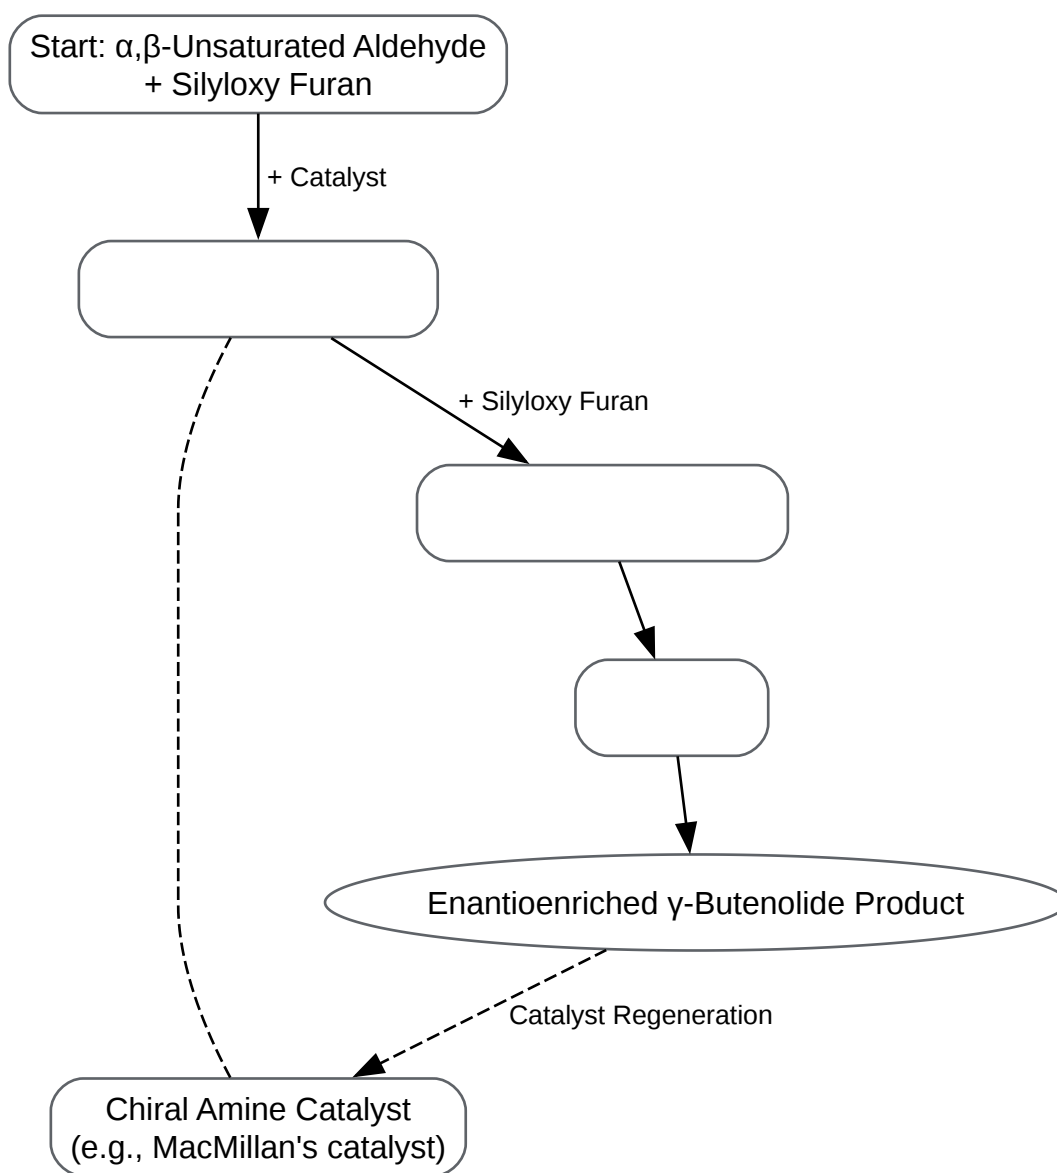 Start: α,β-Unsaturated Aldehyde
+ Silyloxy Furan
+ Catalyst
+ Silyloxy Furan
Enantioenriched γ-Butenolide Product
Catalyst Regeneration
Chiral Amine Catalyst
(e.g., MacMillan's catalyst)